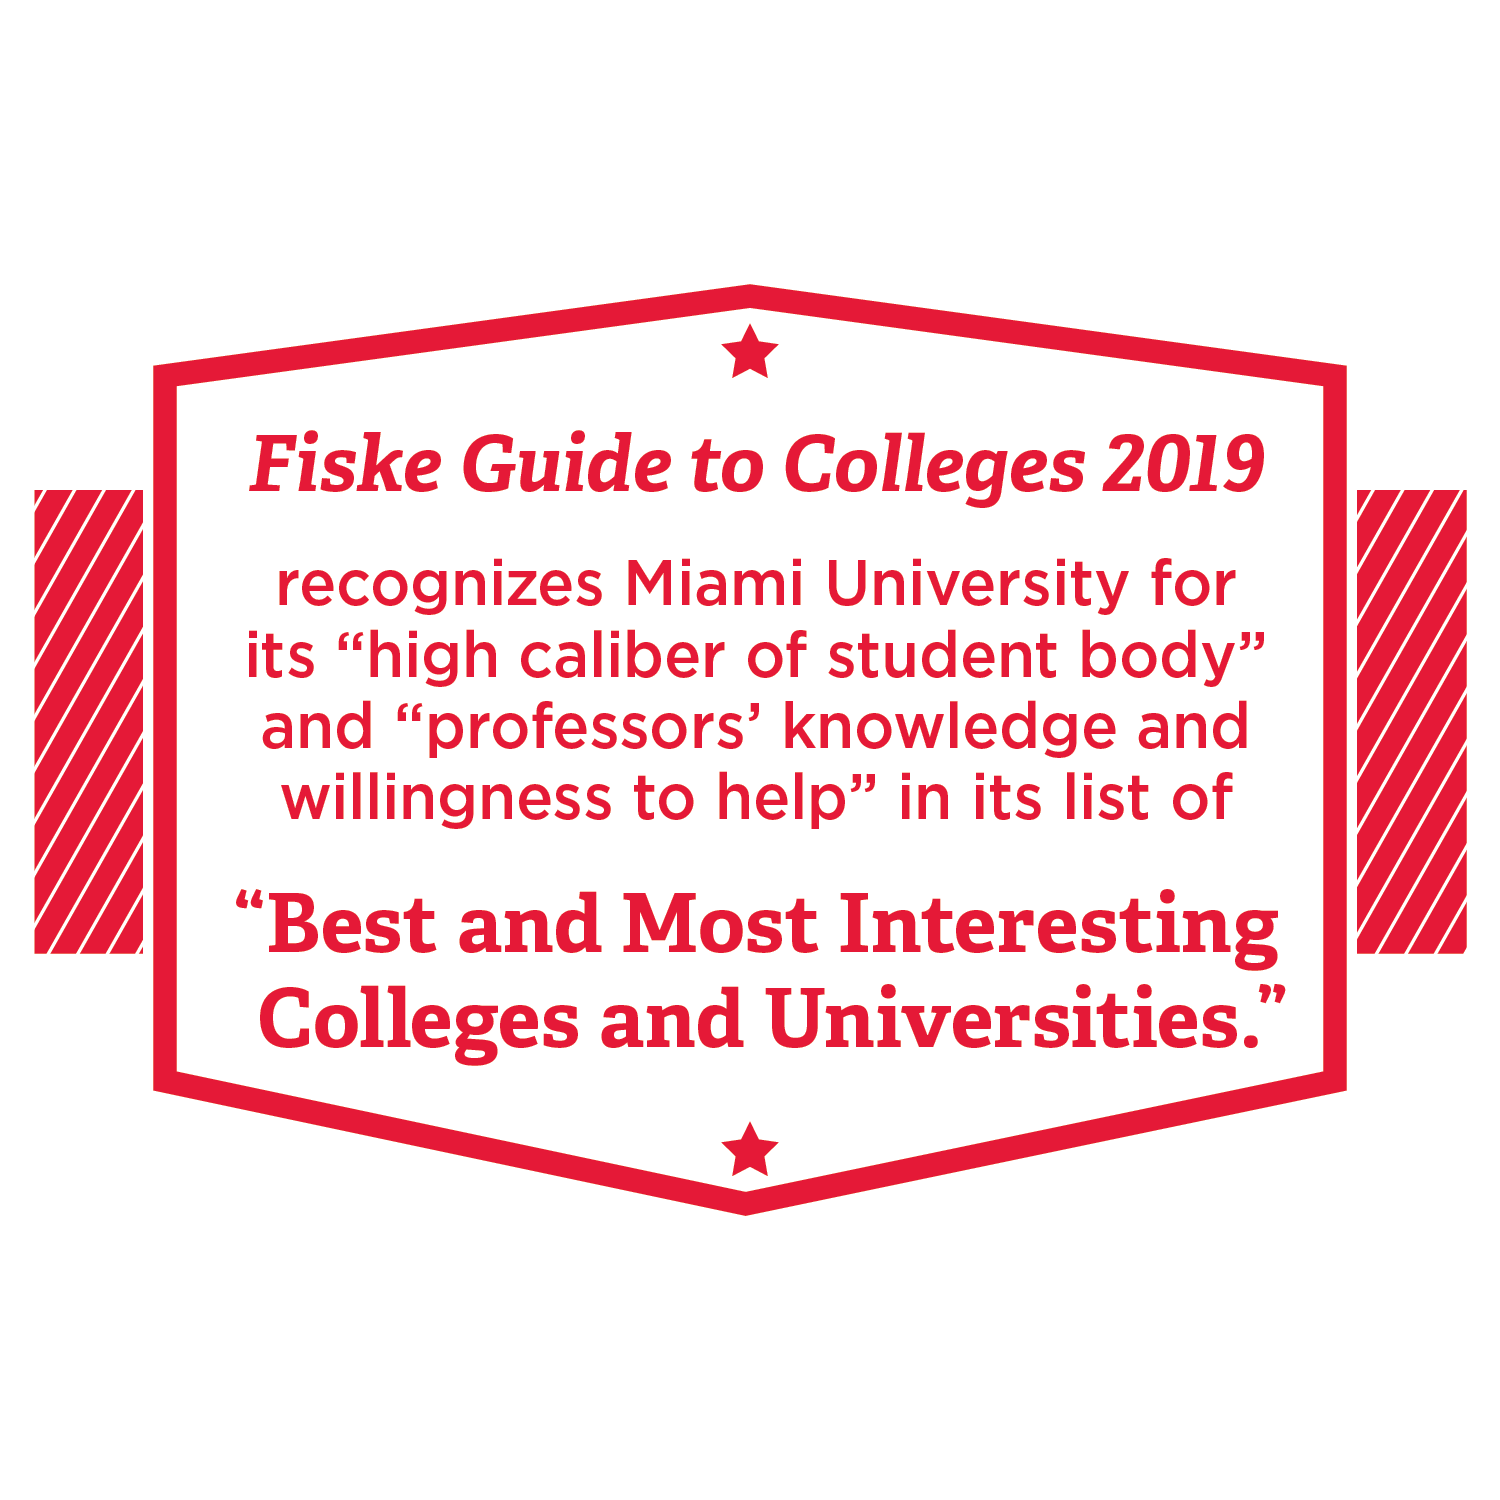 Fiske Guide to Colleges 2019
recognizes Miami University for
its “high caliber of student body”
and “professors’ knowledge and
willingness to help” in its list of
“Best and Most Interesting
Colleges and Universities.”